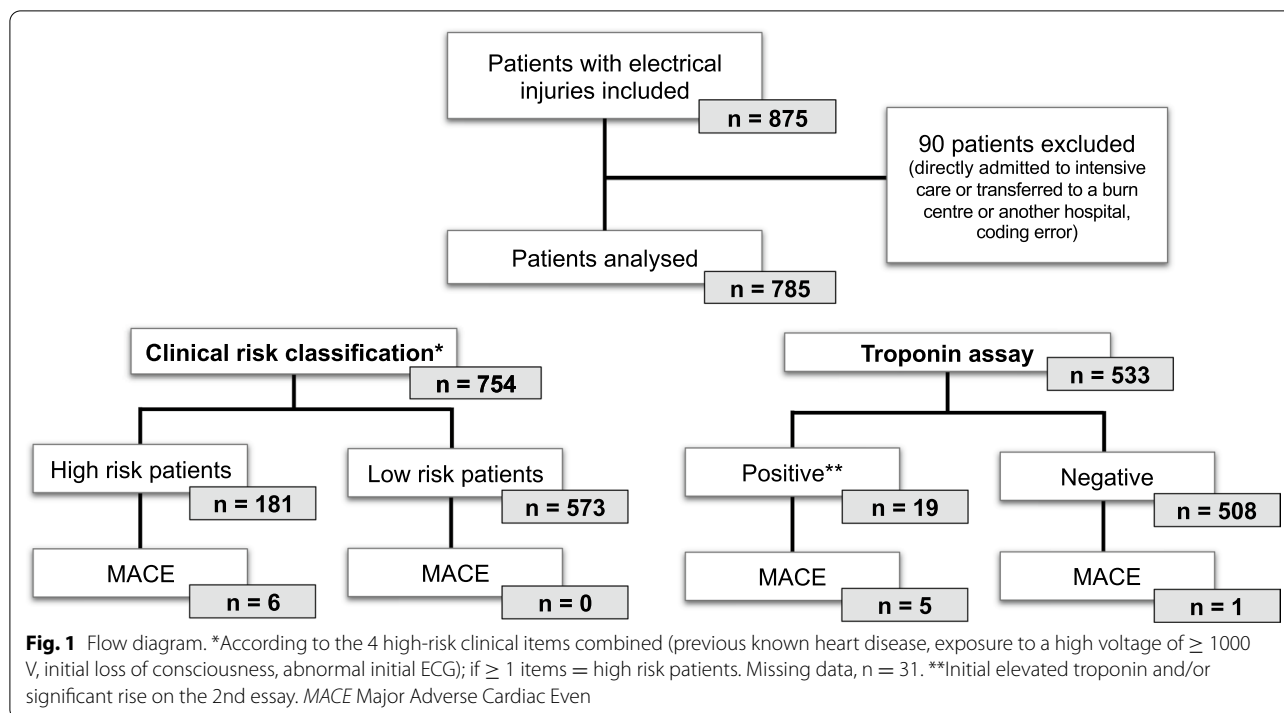 Patients with electrical
injuries included
n = 875
90 patients excluded
(directly admitted to intensive
care or transferred to a burn
centre or another hospital,
coding error)
Patients analysed
n = 785
Clinical risk classification*
n = 754
High risk patients
n = 181
Low risk patients
n = 573
MACE
n = 6
MACE
n = 0
Troponin assay
n = 533
Positive**
n = 19
Negative
n = 508
MACE
n = 5
MACE
n = 1
Fig. 1 Flow diagram. *According to the 4 high-risk clinical items combined (previous known heart disease, exposure to a high voltage of ≥ 1000
V, initial loss of consciousness, abnormal initial ECG); if ≥ 1 items = high risk patients. Missing data, n = 31. **Initial elevated troponin and/or
significant rise on the 2nd essay. MACE Major Adverse Cardiac Even